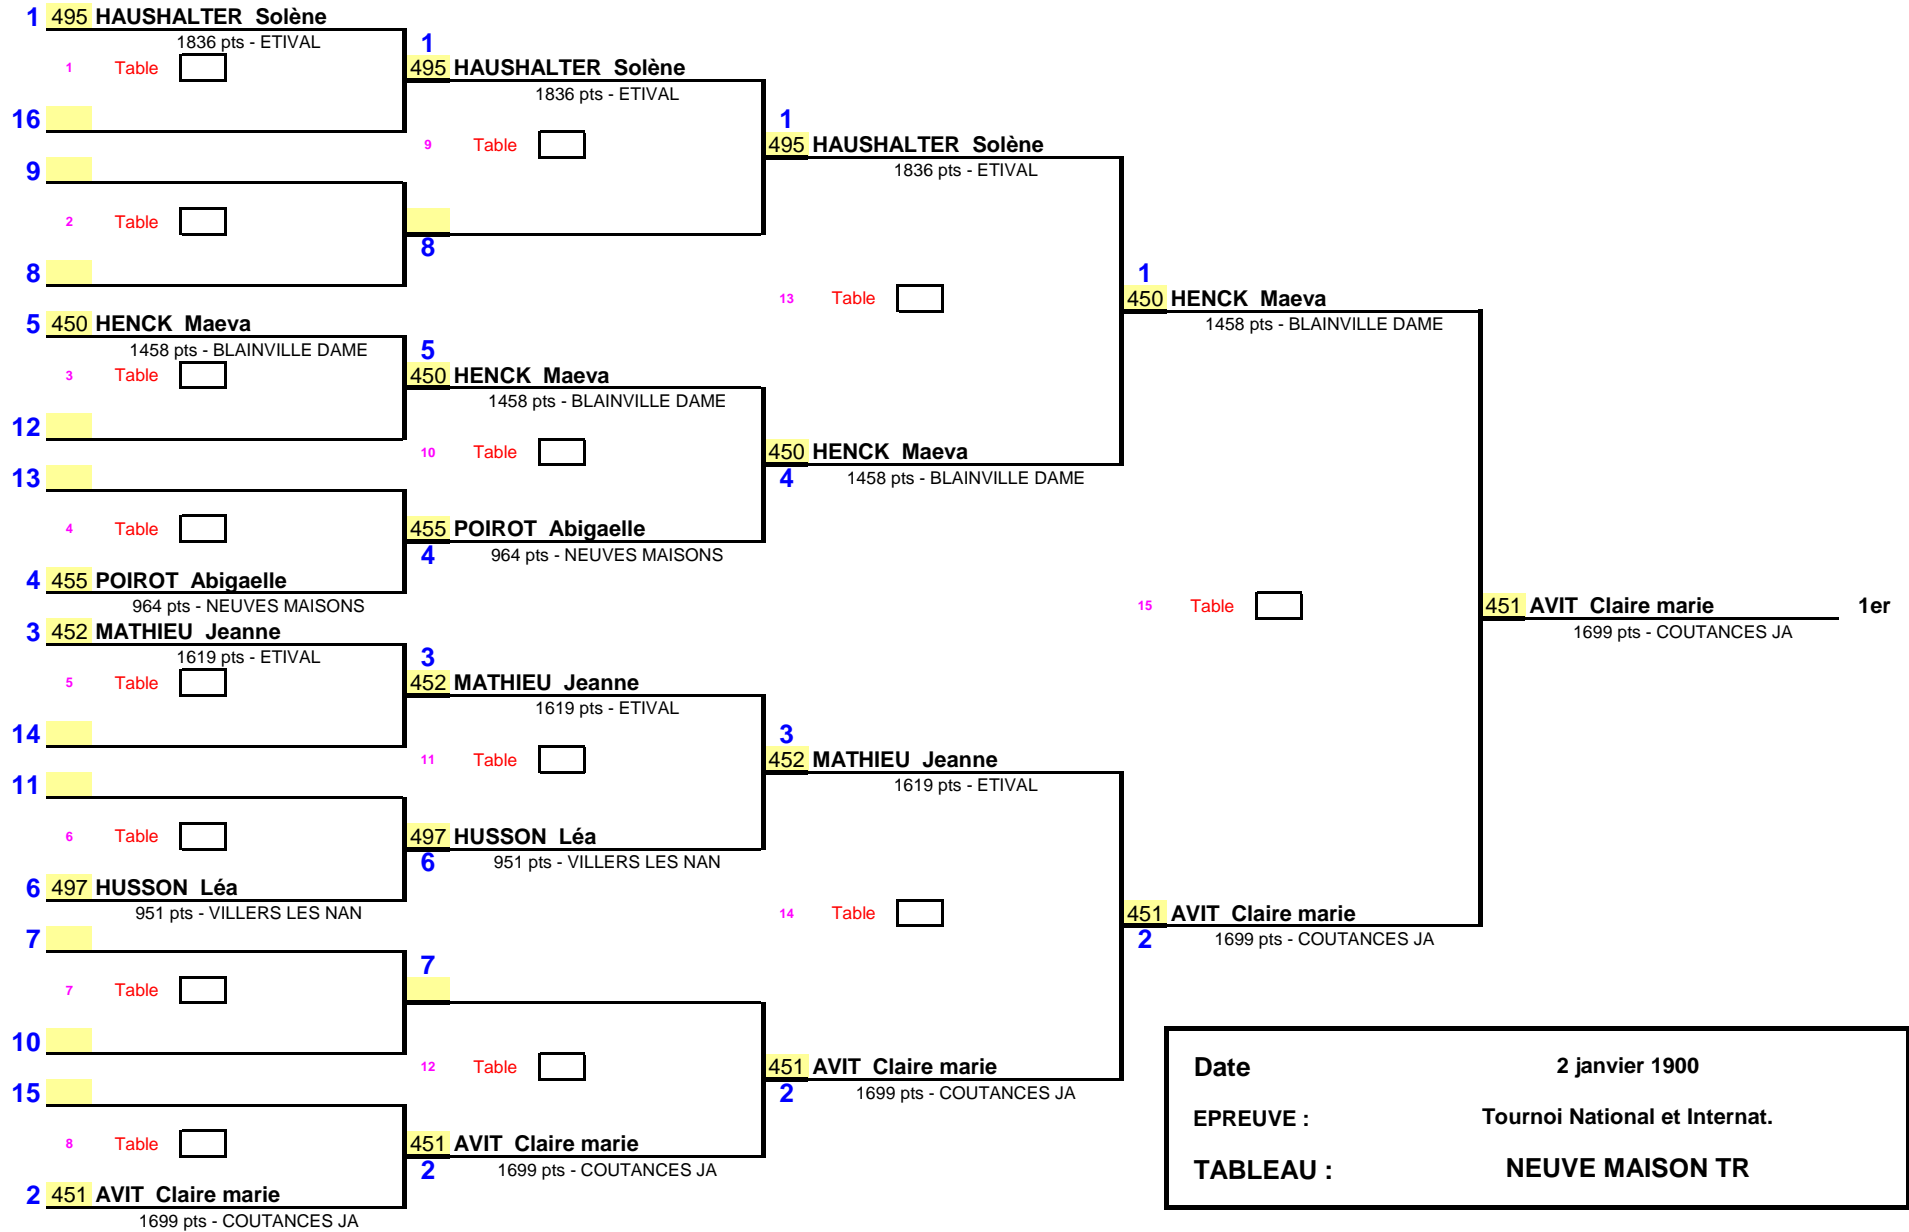 1 495 HAUSHALTER Solène
1836 pts - ETIVAL
1 Table
16
9
2 Table
8
5 450 HENCK Maeva
1458 pts - BLAINVILLE DAME
3 Table
12
13
4 Table
4 455 POIROT Abigaelle
964 pts - NEUVES MAISONS
3 452 MATHIEU Jeanne
1619 pts - ETIVAL
5 Table
14
11
6 Table
6 497 HUSSON Léa
951 pts - VILLERS LES NAN
7
7 Table
10
15
8 Table
2 451 AVIT Claire marie
1699 pts - COUTANCES JA
1
495 HAUSHALTER Solène
1836 pts - ETIVAL
9 Table
8
5
450 HENCK Maeva
1458 pts - BLAINVILLE DAME
10 Table
455 POIROT Abigaelle
4
964 pts - NEUVES MAISONS
3
452 MATHIEU Jeanne
1619 pts - ETIVAL
11 Table
497 HUSSON Léa
6
951 pts - VILLERS LES NAN
7
12 Table
451 AVIT Claire marie
2
1699 pts - COUTANCES JA
1
495 HAUSHALTER Solène
1836 pts - ETIVAL
13 Table
450 HENCK Maeva
4
1458 pts - BLAINVILLE DAME
3
452 MATHIEU Jeanne
1619 pts - ETIVAL
14 Table
451 AVIT Claire marie
2
1699 pts - COUTANCES JA
1
450 HENCK Maeva
1458 pts - BLAINVILLE DAME
15 Table
451 AVIT Claire marie
2
1699 pts - COUTANCES JA
451 AVIT Claire marie 1er
1699 pts - COUTANCES JA
Date 2 janvier 1900
EPREUVE : Tournoi National et Internat.
TABLEAU : NEUVE MAISON TR